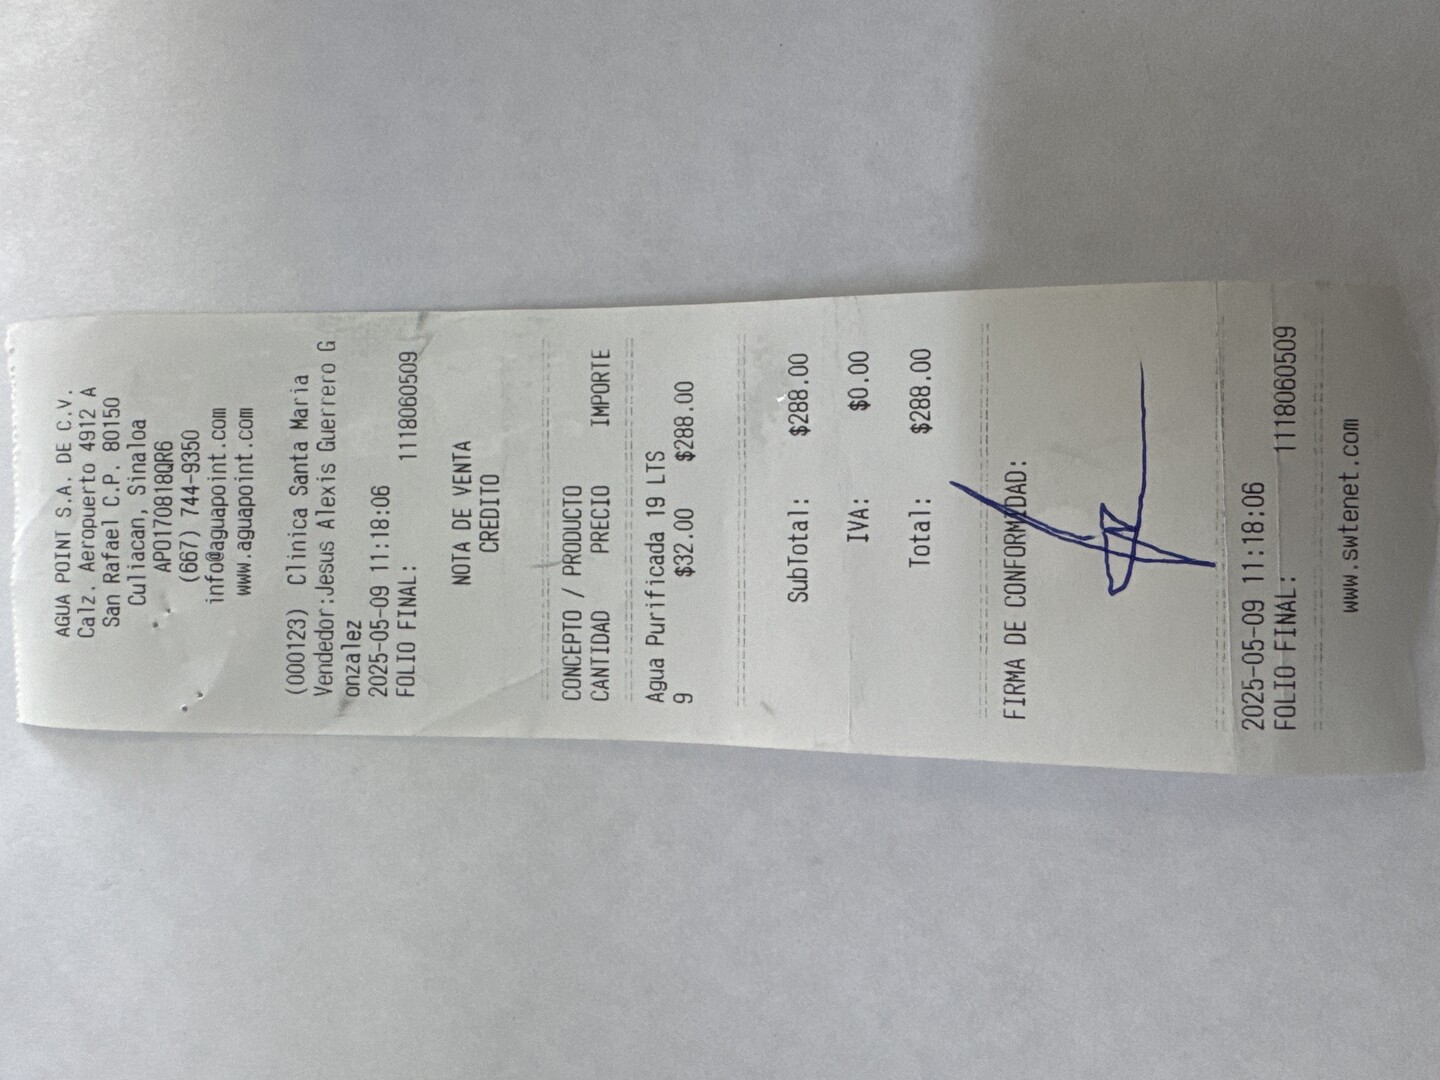 AGUA POINT S.A. DE C.V.
Calz. Aeropuerto 4912 A
San Rafael C.P. 80150
Culiacan, Sinaloa
APO170818QR6
(667) 744-9350
info@aguapoint.com
www.aguapoint.com
(000123) Clinica Santa Maria
Vendedor:Jesus Alexis Guerrero G
onzalez
2025-05-09 11:18:06
FOLIO FINAL: 1118060509
NOTA DE VENTA
CREDITO
CONCEPTO / PRODUCTO
CANTIDAD PRECIO IMPORTE
Agua Purificada 19 LTS
9 $32.00 $288.00
SubTotal: $288.00
IVA: $0.00
Total: $288.00
FIRMA DE CONFORMIDAD:
2025-05-09 11:18:06
FOLIO FINAL: 1118060509
www.swtenet.com